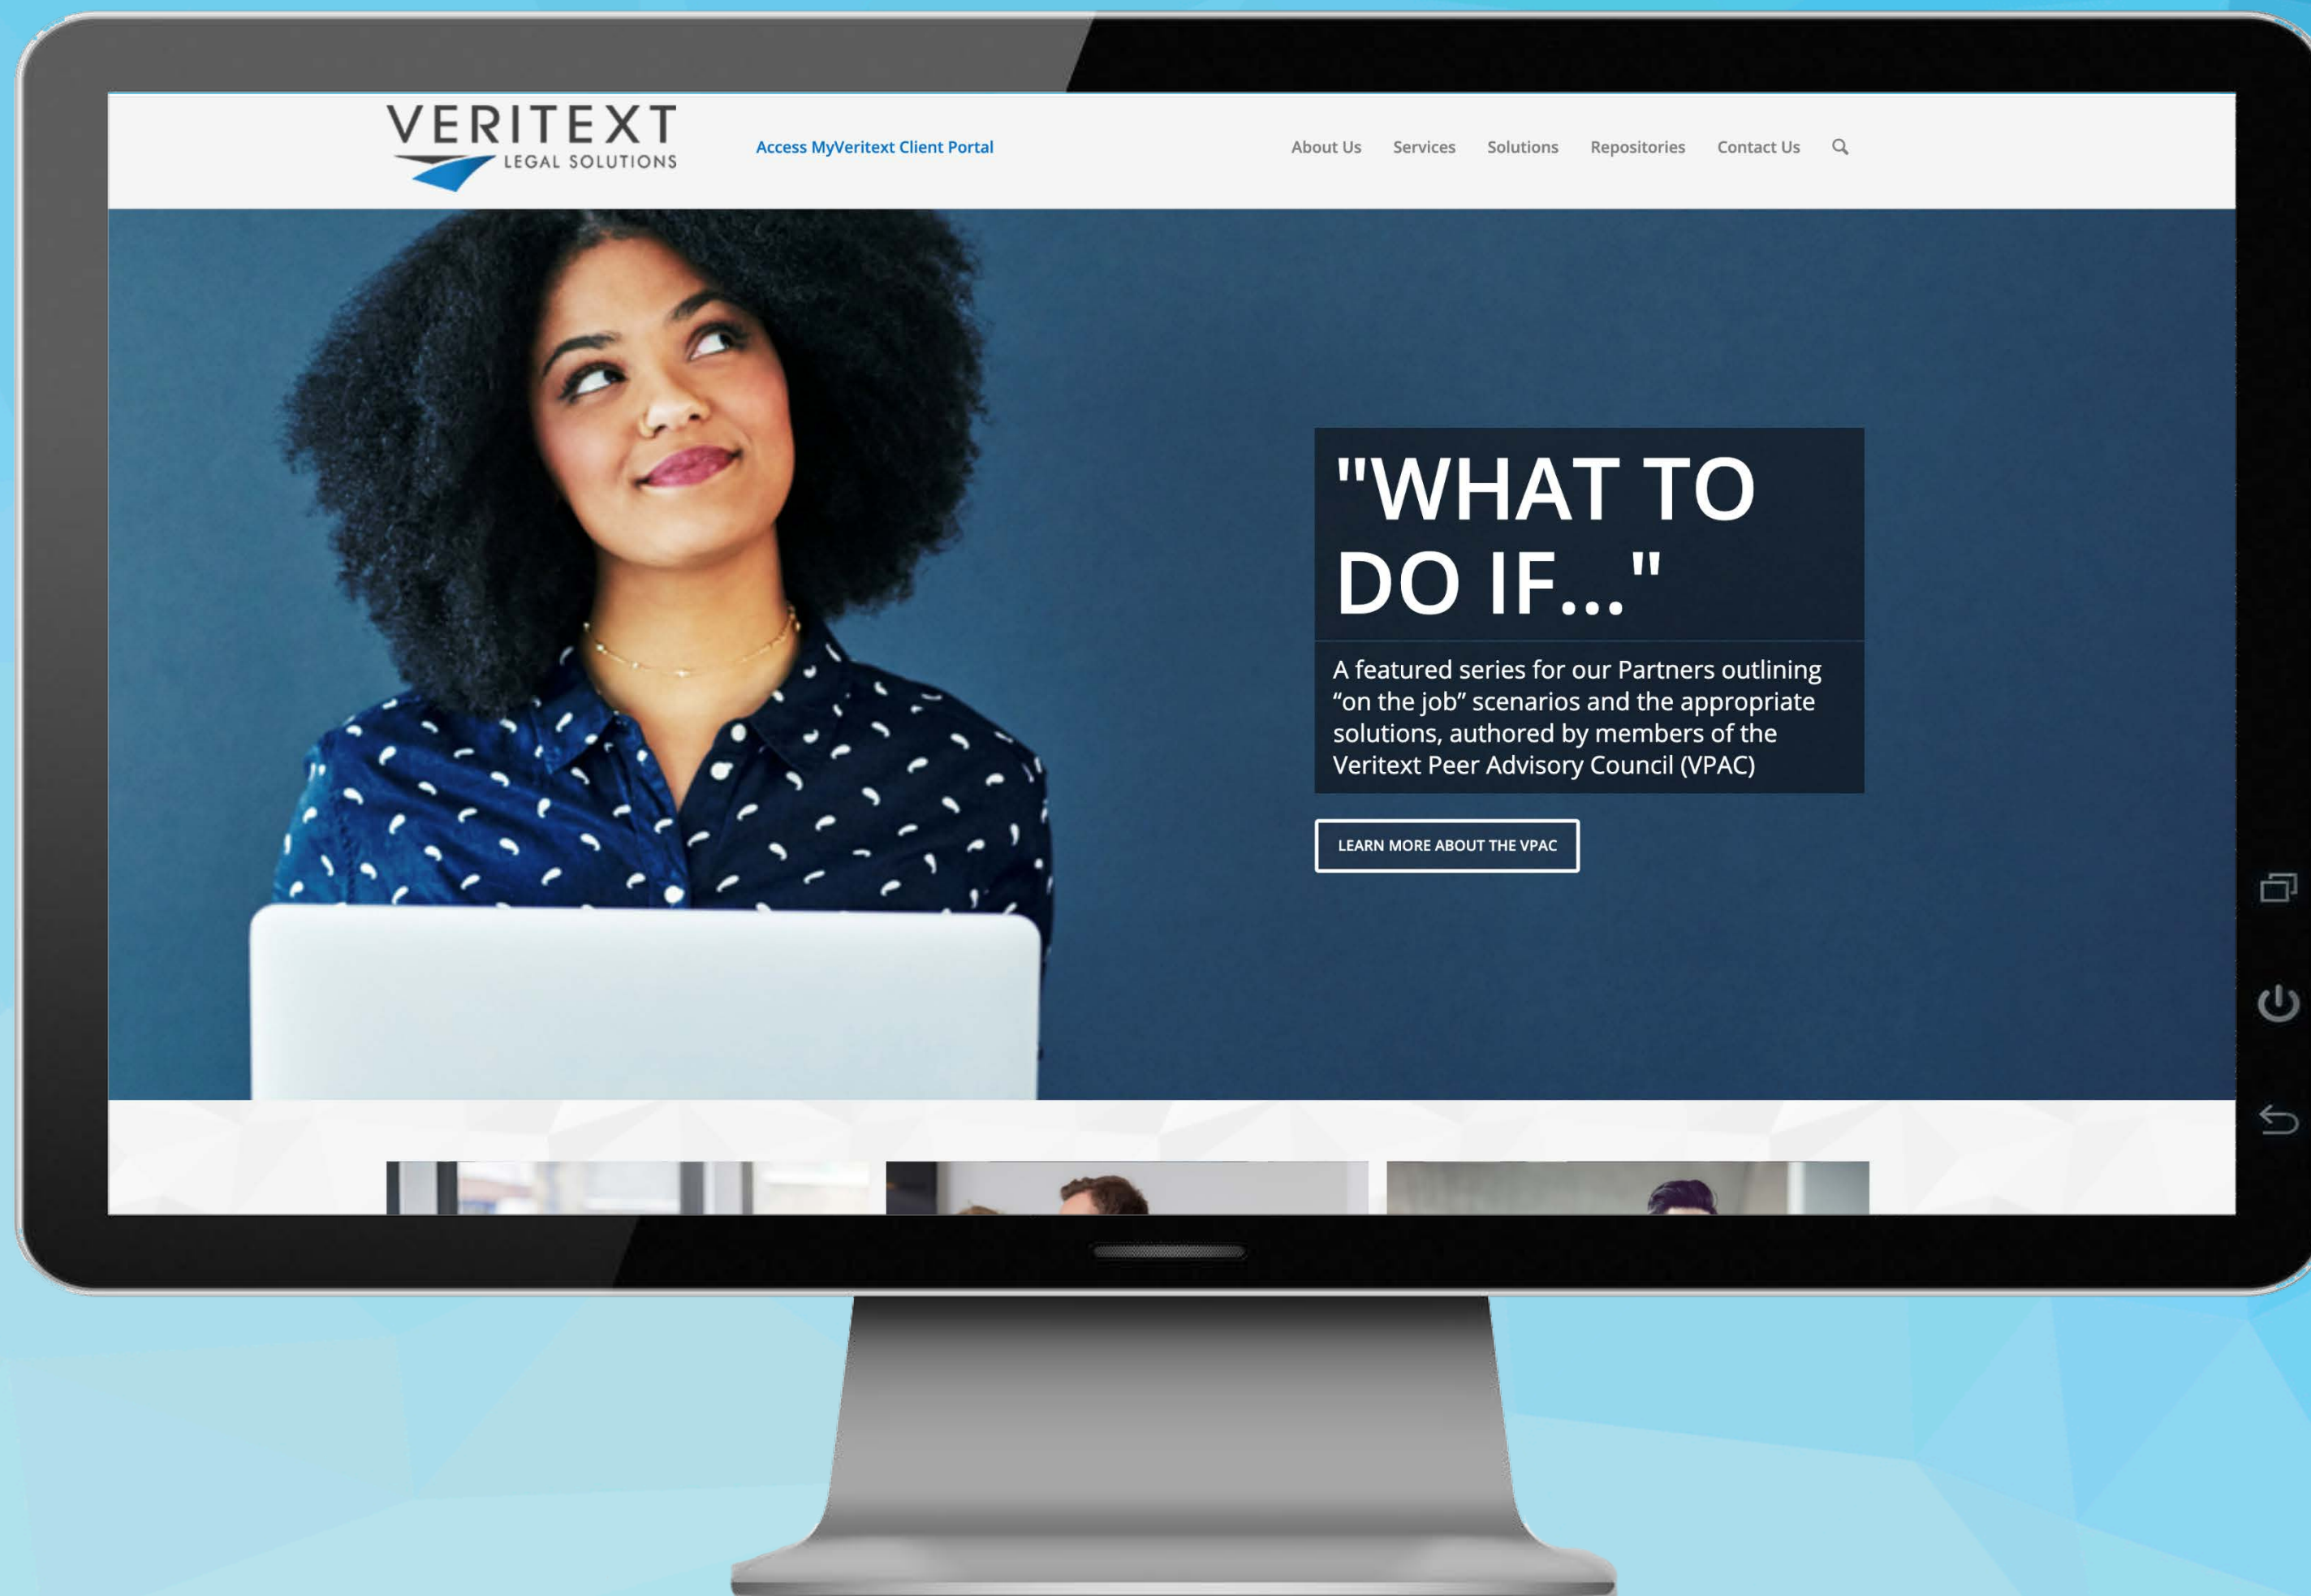 VERITEXT
LEGAL SOLUTIONS
Access MyVeritext Client Portal
About Us Services Solutions Repositories Contact Us
"WHAT TO
DO IF..."
A featured series for our Partners outlining
“on the job” scenarios and the appropriate
solutions, authored by members of the
Veritext Peer Advisory Council (VPAC)
LEARN MORE ABOUT THE VPAC